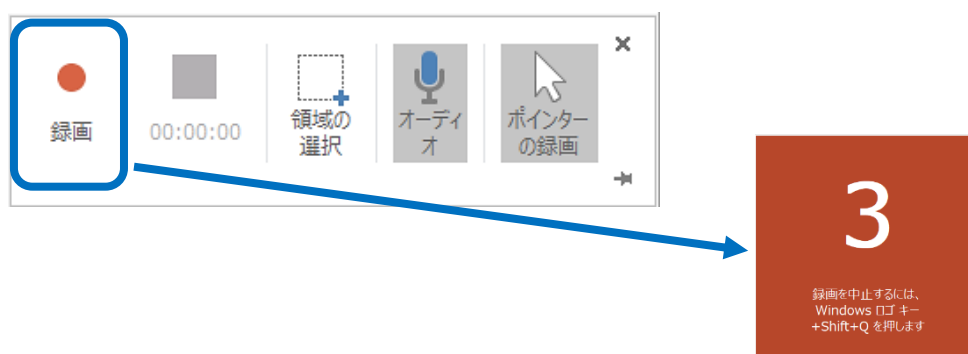 録画
00:00:00
領域の
選択
オーディ
オ
ポインター
の録画
3
録画を中止するには、
Windows ロゴ キー
+Shift+Q を押します